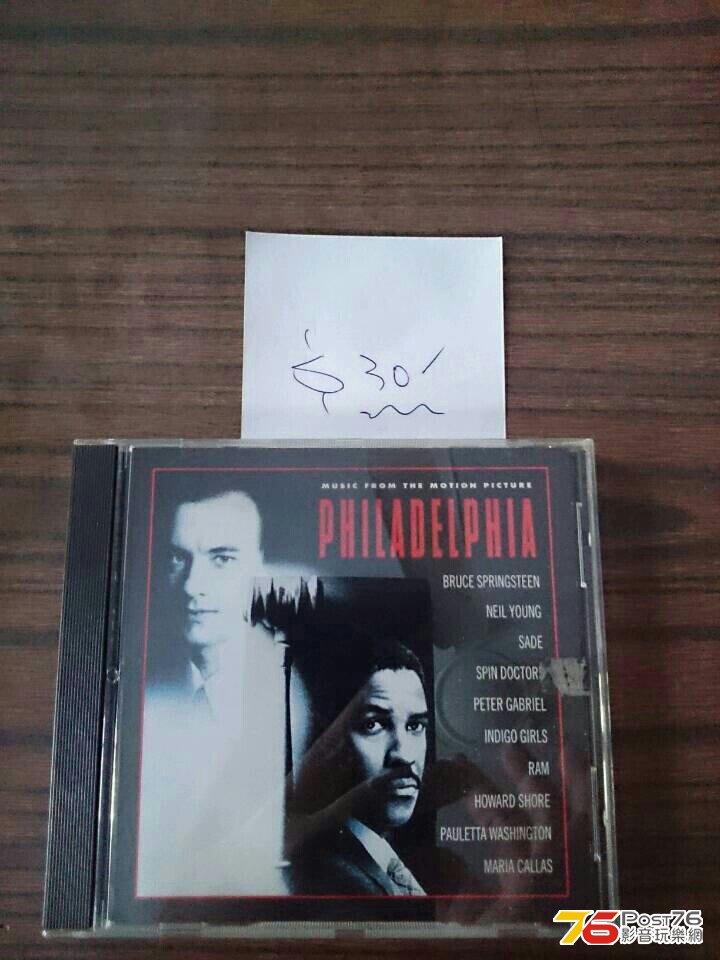 $ 30
MUSIC FROM THE MOTION PICTURE
PHILADELPHIA
BRUCE SPRINGSTEEN
NEIL YOUNG
SADE
SPIN DOCTOR
PETER GABRIEL
INDIGO GIRLS
RAM
HOWARD SHORE
PAULETTA WASHINGTON
MARIA CALLAS
76 POST76
影音玩樂網